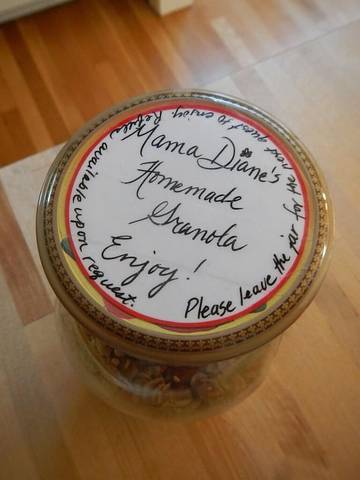 Mama Diane's
Homemade
Granola
Enjoy!
Please leave the jar for the next guest to enjoy. Refills available upon request.